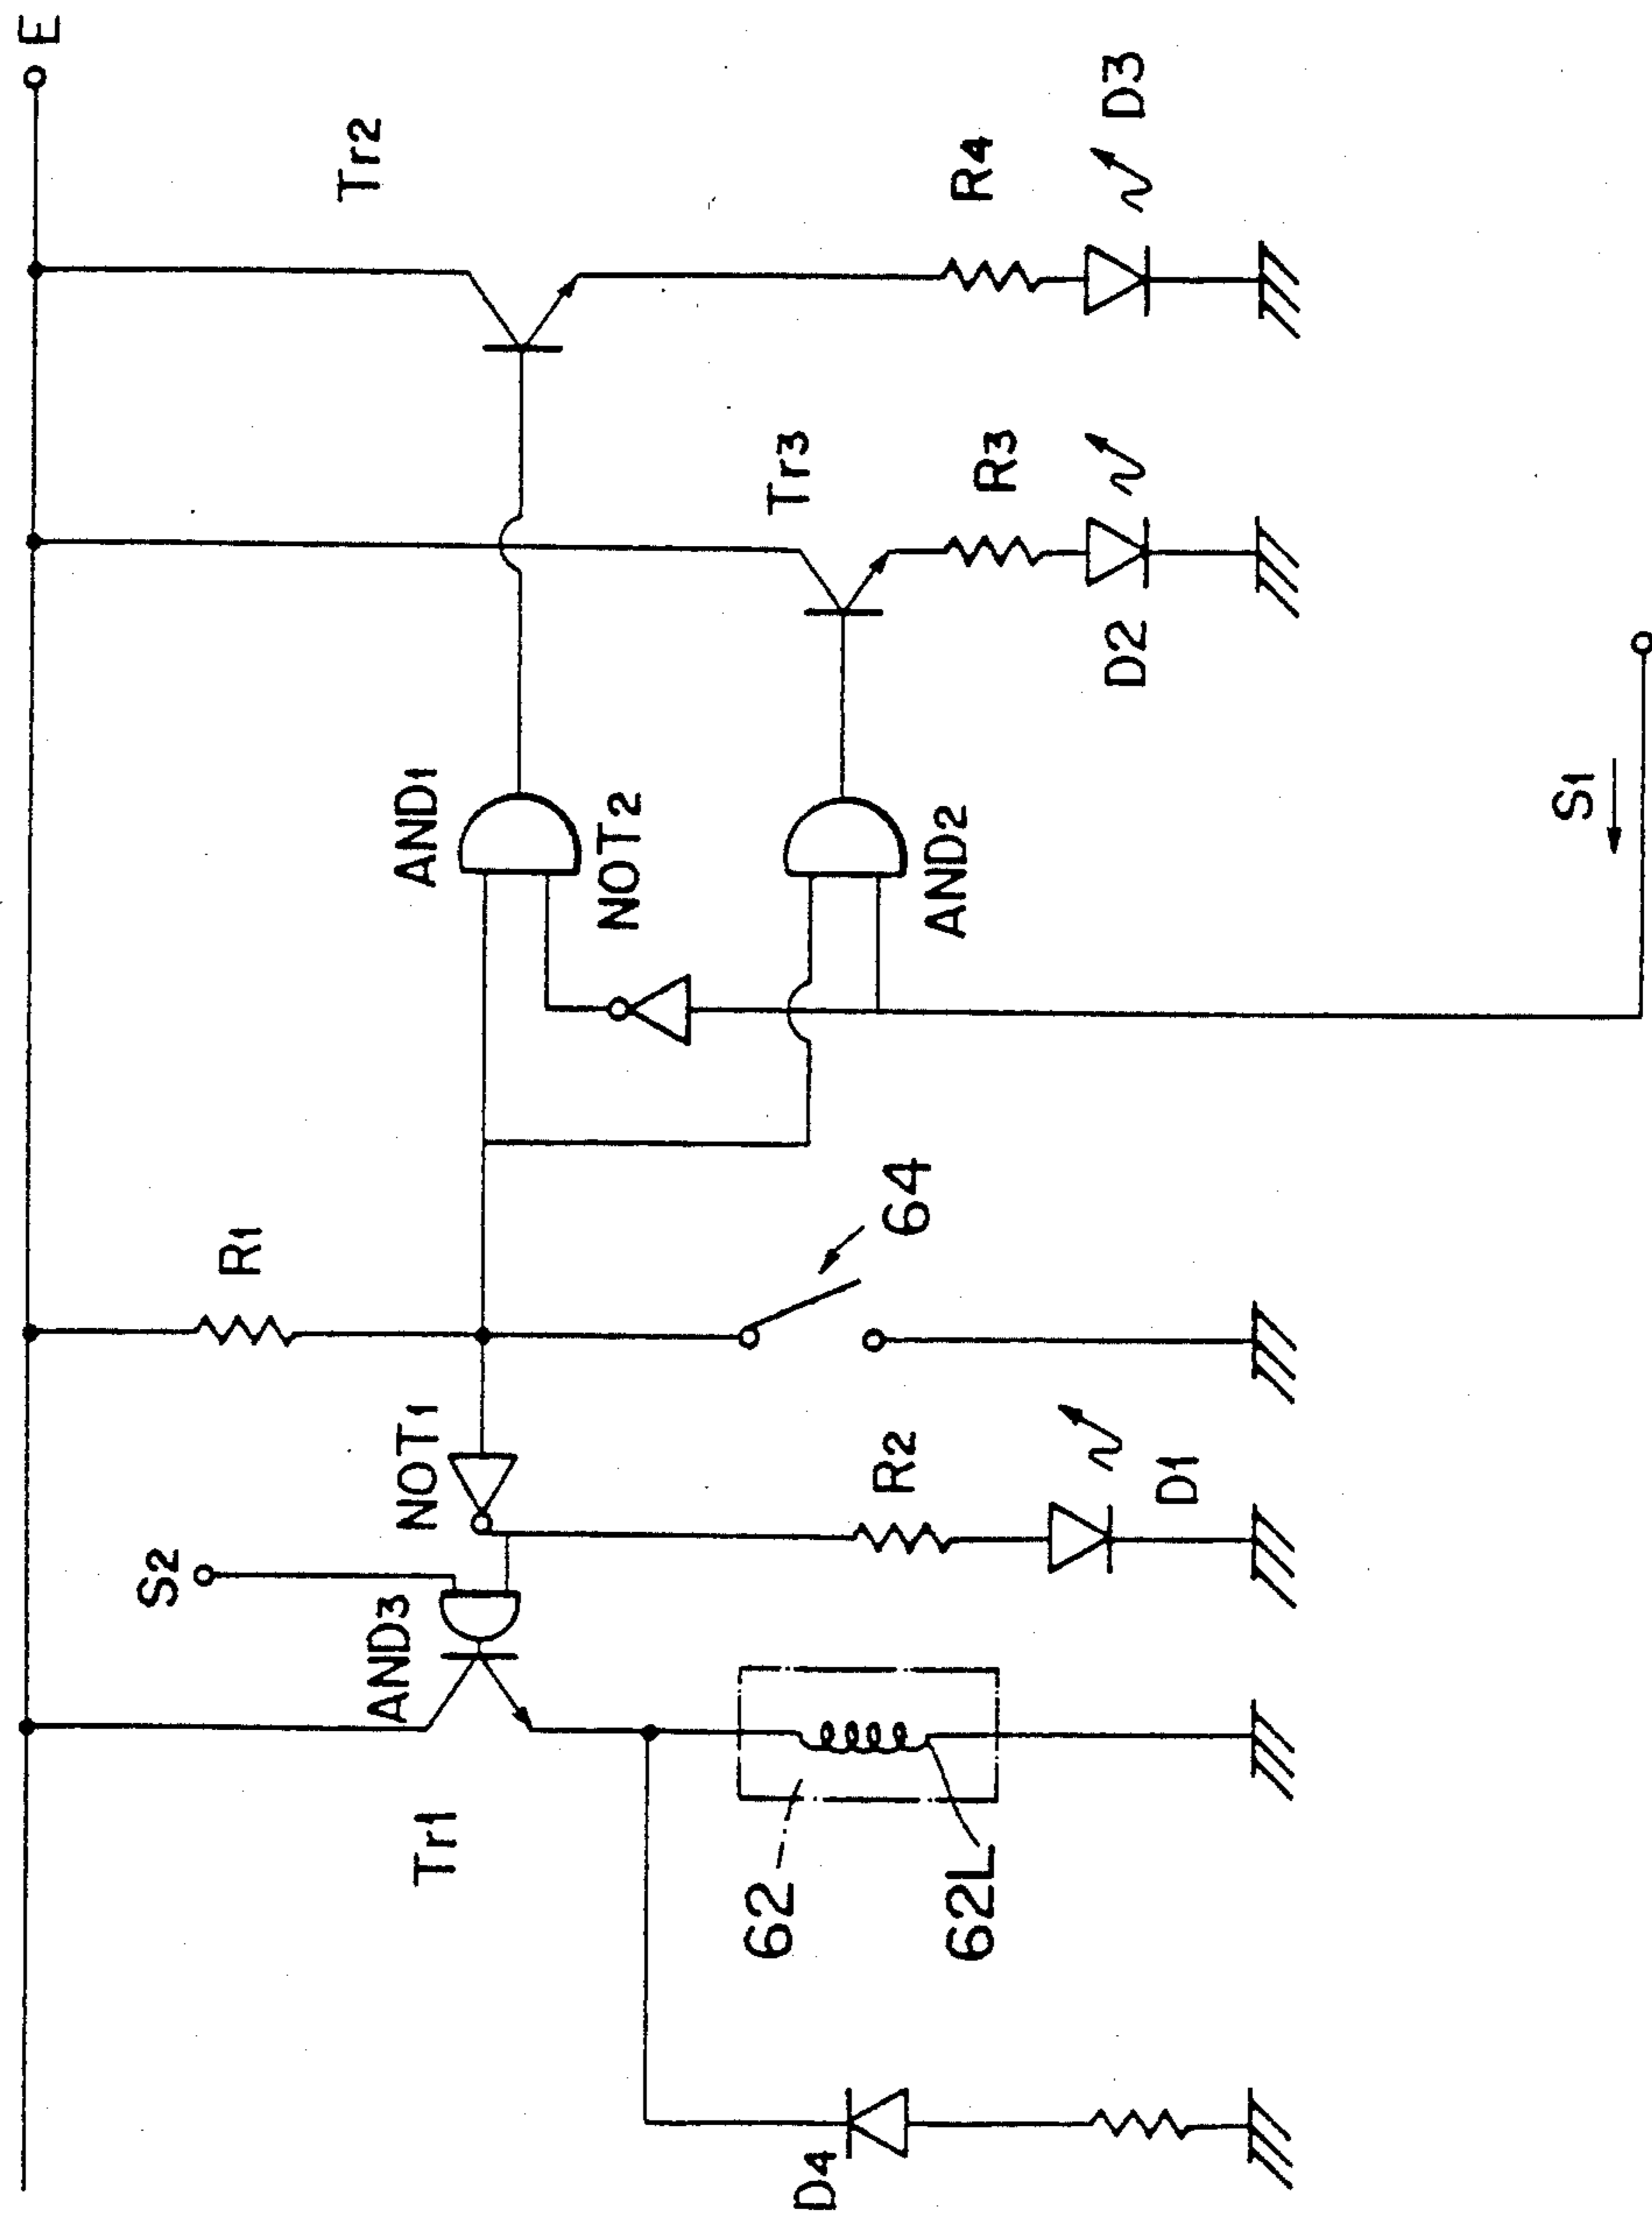 E
Tr2
D3
R4
Tr3
R3
D2
AND1
NOT2
AND2
S1
R1
64
NOT1
R2
D1
S2
AND3
Tr1
62
62L
D4